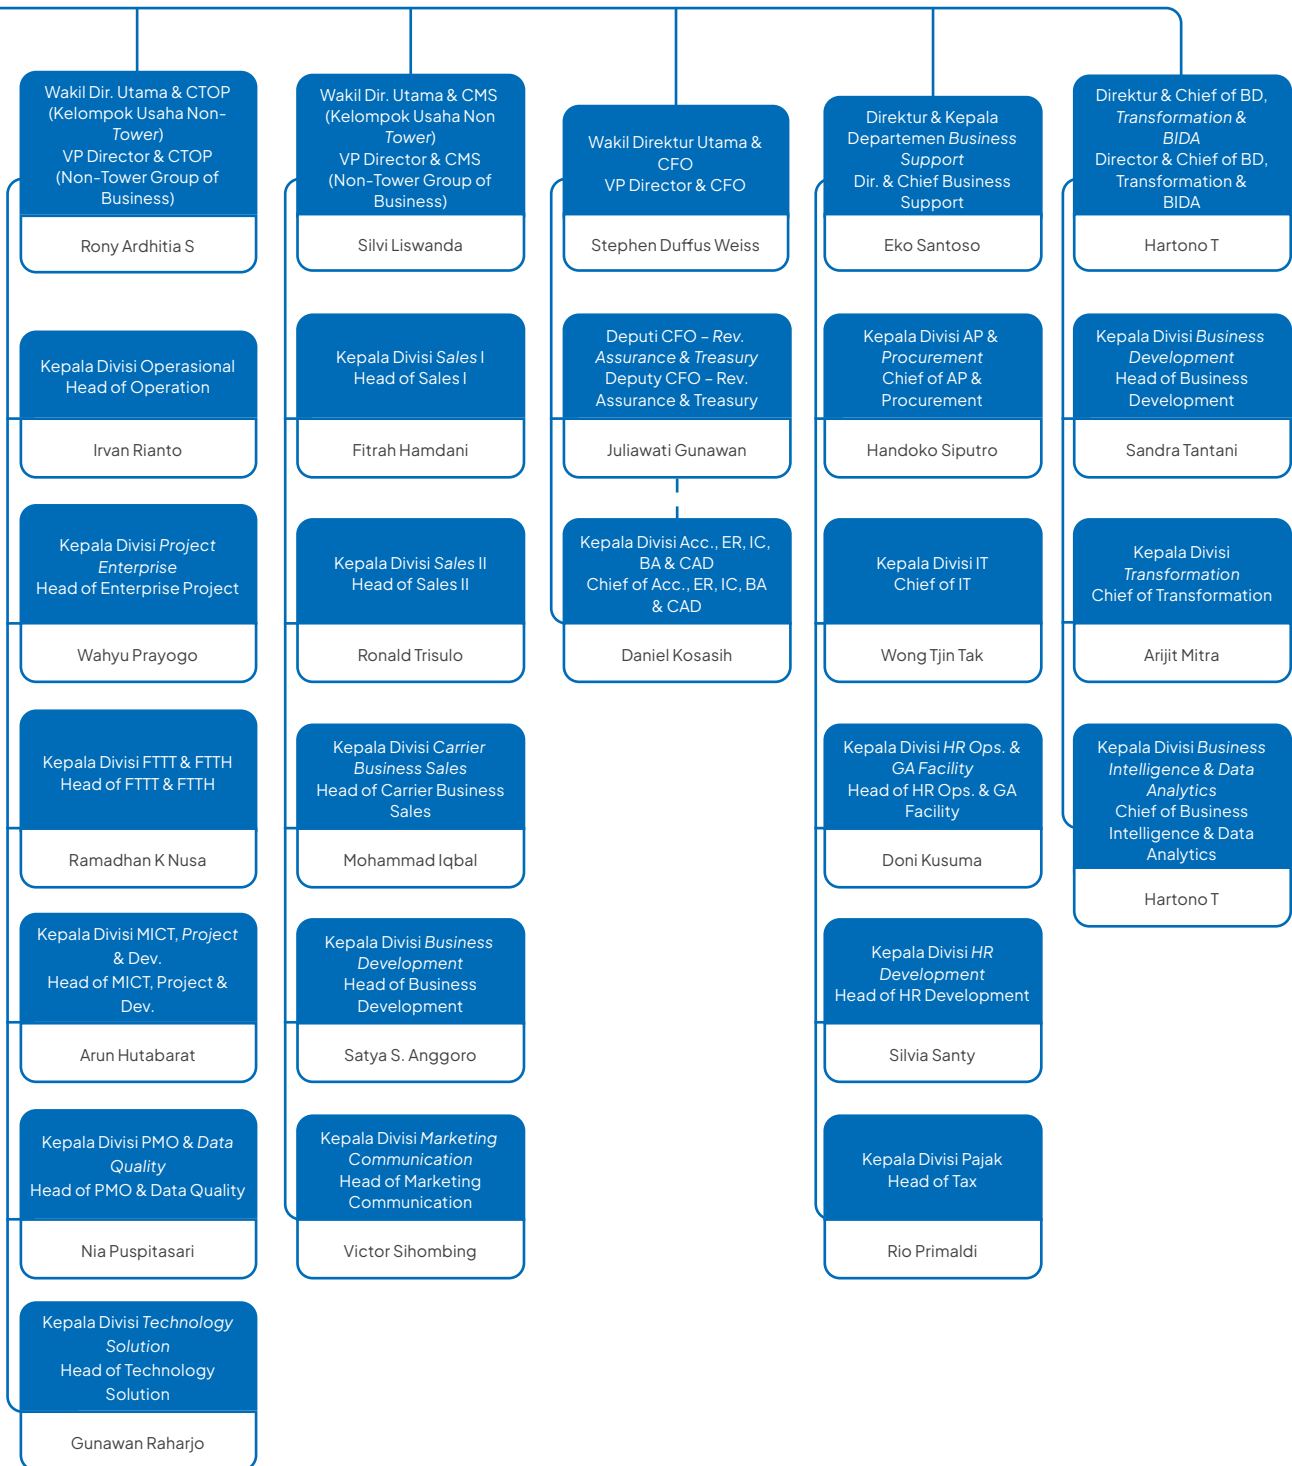 Wakil Dir. Utama & CTOP
(Kelompok Usaha Non-
Tower)
VP Director & CTOP
(Non-Tower Group of
Business)
Rony Ardhitia S
Kepala Divisi Operasional
Head of Operation
Irvan Rianto
Kepala Divisi Project
Enterprise
Head of Enterprise Project
Wahyu Prayogo
Kepala Divisi FTTT & FTTH
Head of FTTT & FTTH
Ramadhan K Nusa
Kepala Divisi MICT, Project
& Dev.
Head of MICT, Project &
Dev.
Arun Hutabarat
Kepala Divisi PMO & Data
Quality
Head of PMO & Data Quality
Nia Puspitasari
Kepala Divisi Technology
Solution
Head of Technology
Solution
Gunawan Raharjo
Wakil Dir. Utama & CMS
(Kelompok Usaha Non
Tower)
VP Director & CMS
(Non-Tower Group of
Business)
Silvi Liswanda
Kepala Divisi Sales I
Head of Sales I
Fitrah Hamdani
Kepala Divisi Sales II
Head of Sales II
Ronald Trisulo
Kepala Divisi Carrier
Business Sales
Head of Carrier Business
Sales
Mohammad Iqbal
Kepala Divisi Business
Development
Head of Business
Development
Satya S. Anggoro
Kepala Divisi Marketing
Communication
Head of Marketing
Communication
Victor Sihombing
Wakil Direktur Utama &
CFO
VP Director & CFO
Stephen Duffus Weiss
Deputi CFO – Rev.
Assurance & Treasury
Deputy CFO – Rev.
Assurance & Treasury
Juliawati Gunawan
Kepala Divisi Acc., ER, IC,
BA & CAD
Chief of Acc., ER, IC, BA
& CAD
Daniel Kosasih
Direktur & Kepala
Departemen Business
Support
Dir. & Chief Business
Support
Eko Santoso
Kepala Divisi AP &
Procurement
Chief of AP &
Procurement
Handoko Siputro
Kepala Divisi IT
Chief of IT
Wong Tjin Tak
Kepala Divisi HR Ops. &
GA Facility
Head of HR Ops. & GA
Facility
Doni Kusuma
Kepala Divisi HR
Development
Head of HR Development
Silvia Santy
Kepala Divisi Pajak
Head of Tax
Rio Primaldi
Direktur & Chief of BD,
Transformation &
BIDA
Director & Chief of BD,
Transformation &
BIDA
Hartono T
Kepala Divisi Business
Development
Head of Business
Development
Sandra Tantani
Kepala Divisi
Transformation
Chief of Transformation
Arijit Mitra
Kepala Divisi Business
Intelligence & Data
Analytics
Chief of Business
Intelligence & Data
Analytics
Hartono T